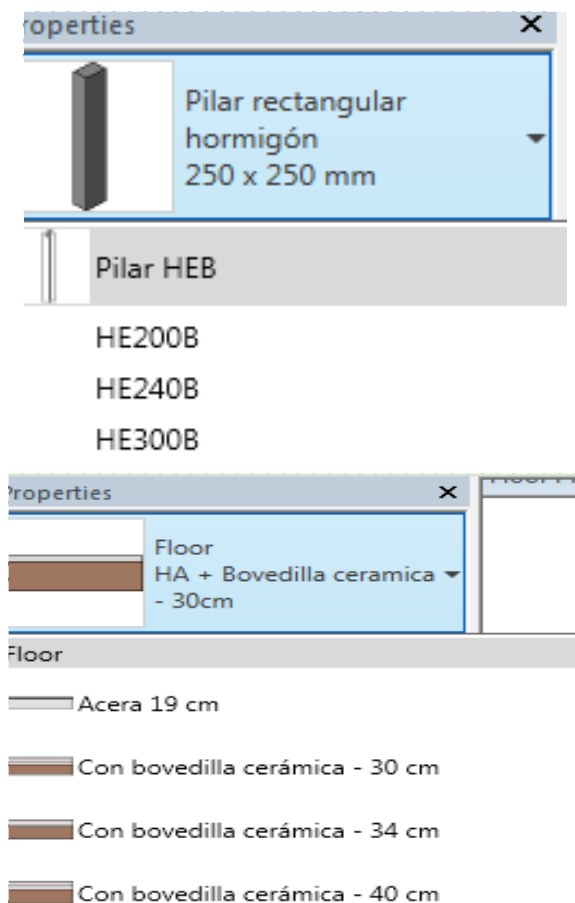 roperties
Pilar rectangular
hormigón
250 x 250 mm
Pilar HEB
HE200B
HE240B
HE300B
Properties
Floor
HA + Bovedilla ceramica
- 30cm
Floor
Acera 19 cm
Con bovedilla cerámica - 30 cm
Con bovedilla cerámica - 34 cm
Con bovedilla cerámica - 40 cm